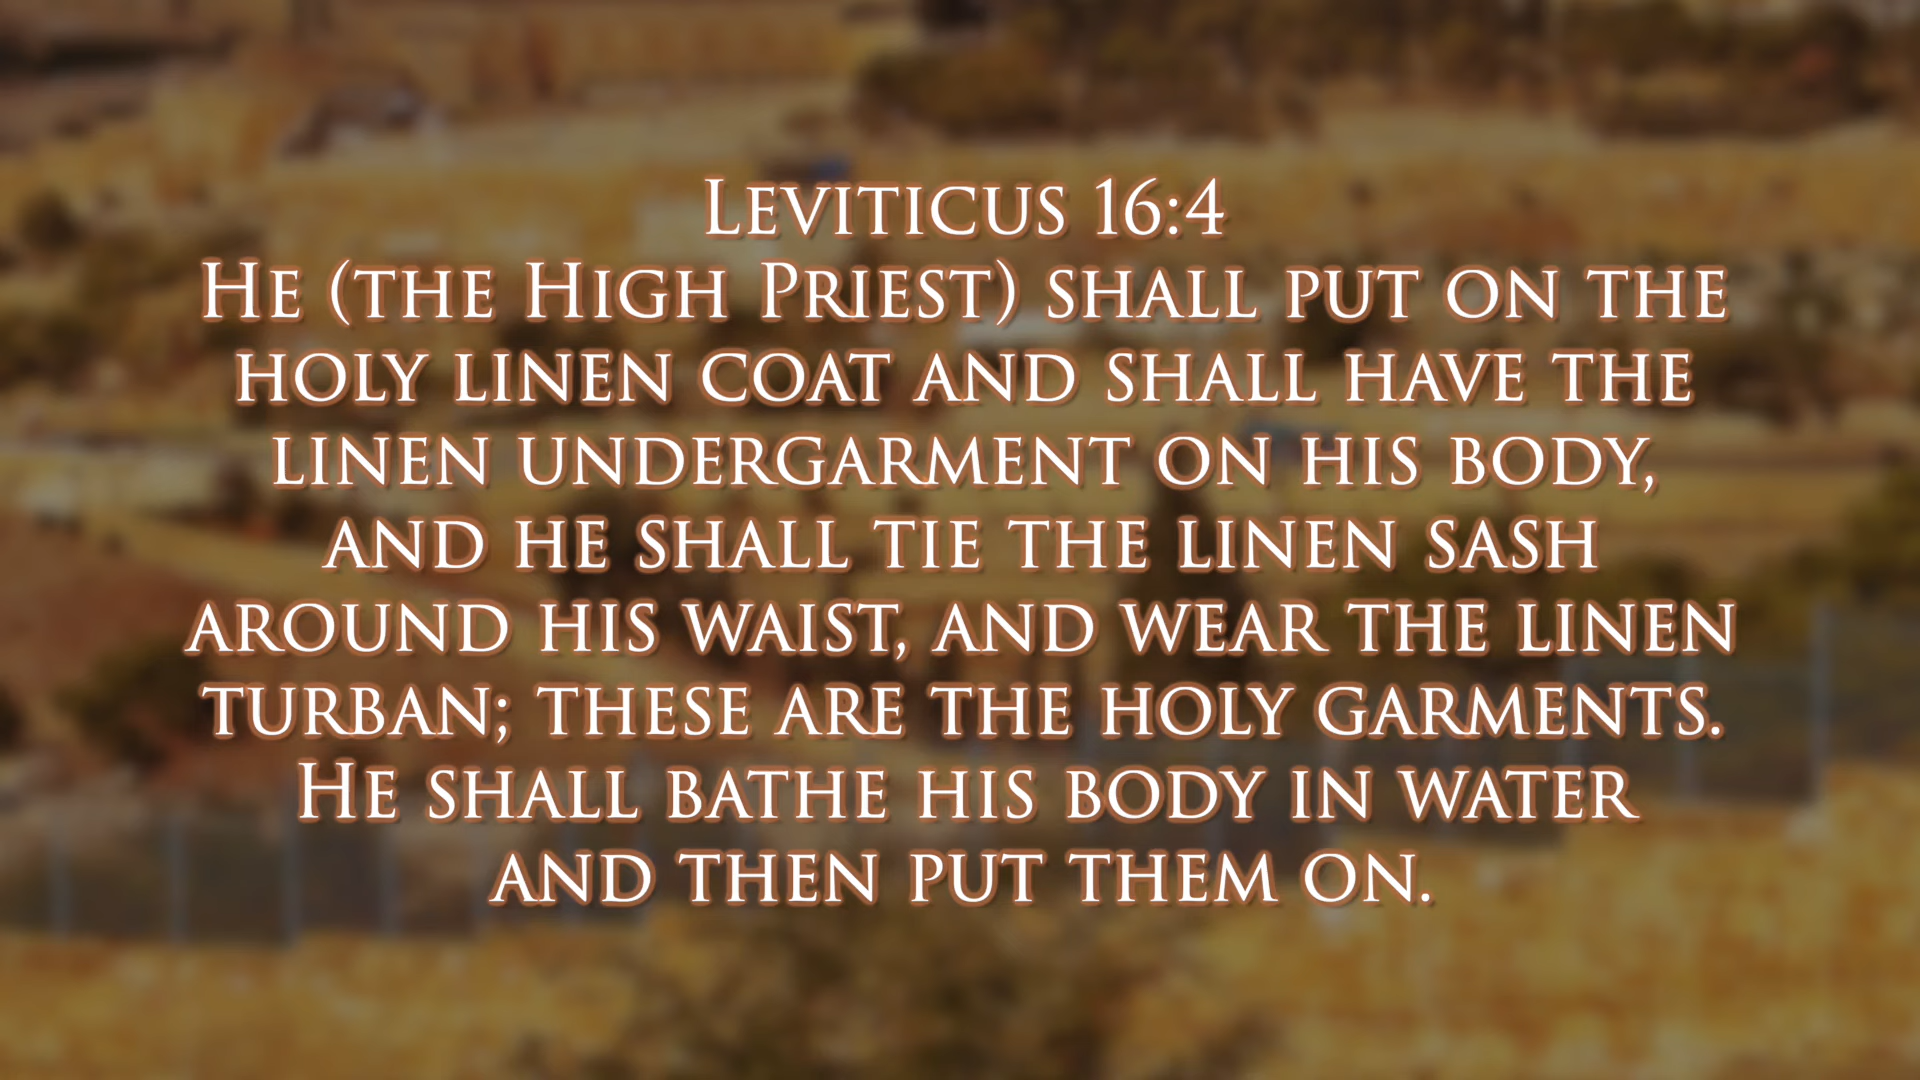 Leviticus 16:4
He (the High Priest) shall put on the
holy linen coat and shall have the
linen undergarment on his body,
and he shall tie the linen sash
around his waist, and wear the linen
turban; these are the holy garments.
He shall bathe his body in water
and then put them on.